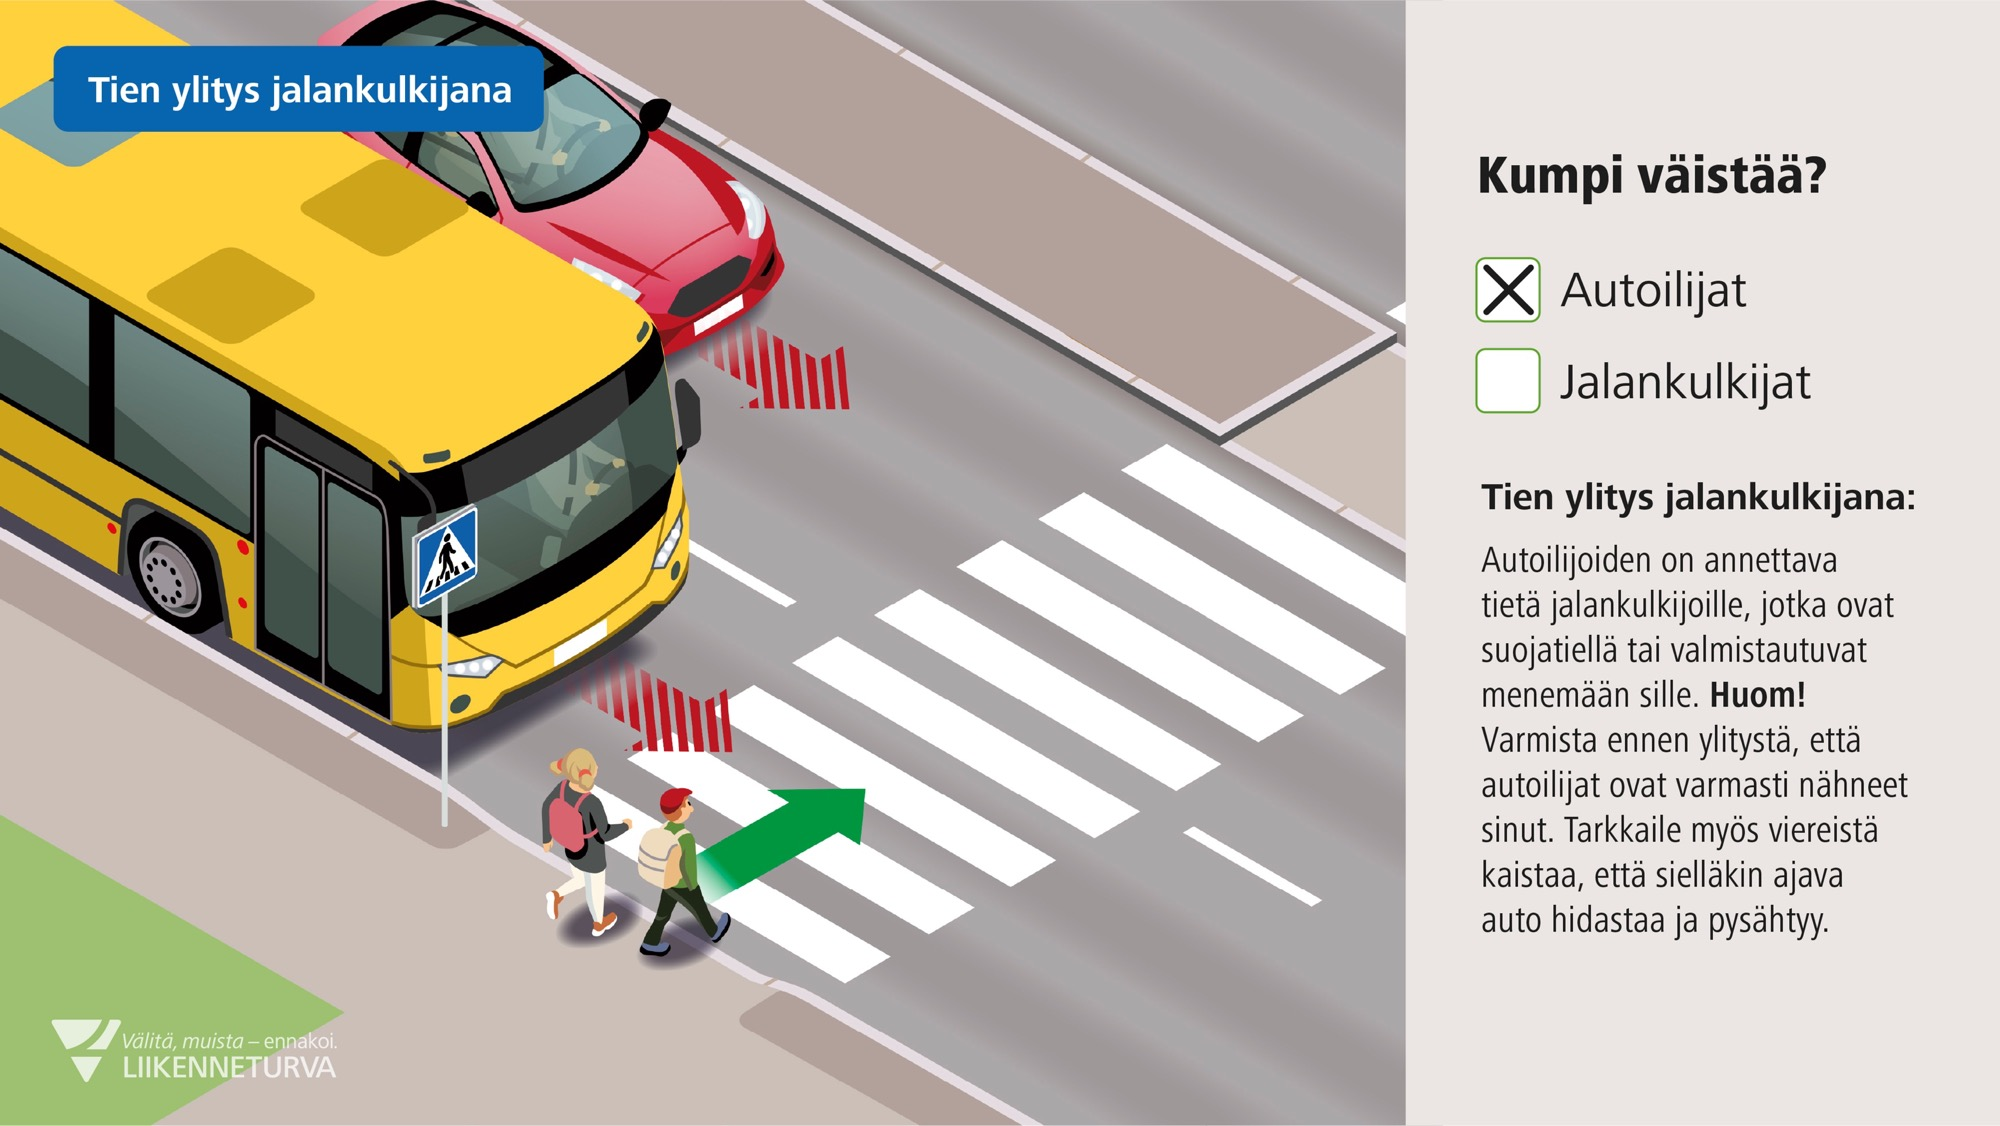 Tien ylitys jalankulkijana
Kumpi väistää?
Autoilijat
Jalankulkijat
Tien ylitys jalankulkijana:
Autoilijoiden on annettava
tietä jalankulkijoille, jotka ovat
suojatiellä tai valmistautuvat
menemään sille. Huom!
Varmista ennen ylitystä, että
autoilijat ovat varmasti nähneet
sinut. Tarkkaile myös viereistä
kaistaa, että sielläkin ajava
auto hidastaa ja pysähtyy.
Välitä, muista – ennakoi.
LIIKENNETURVA